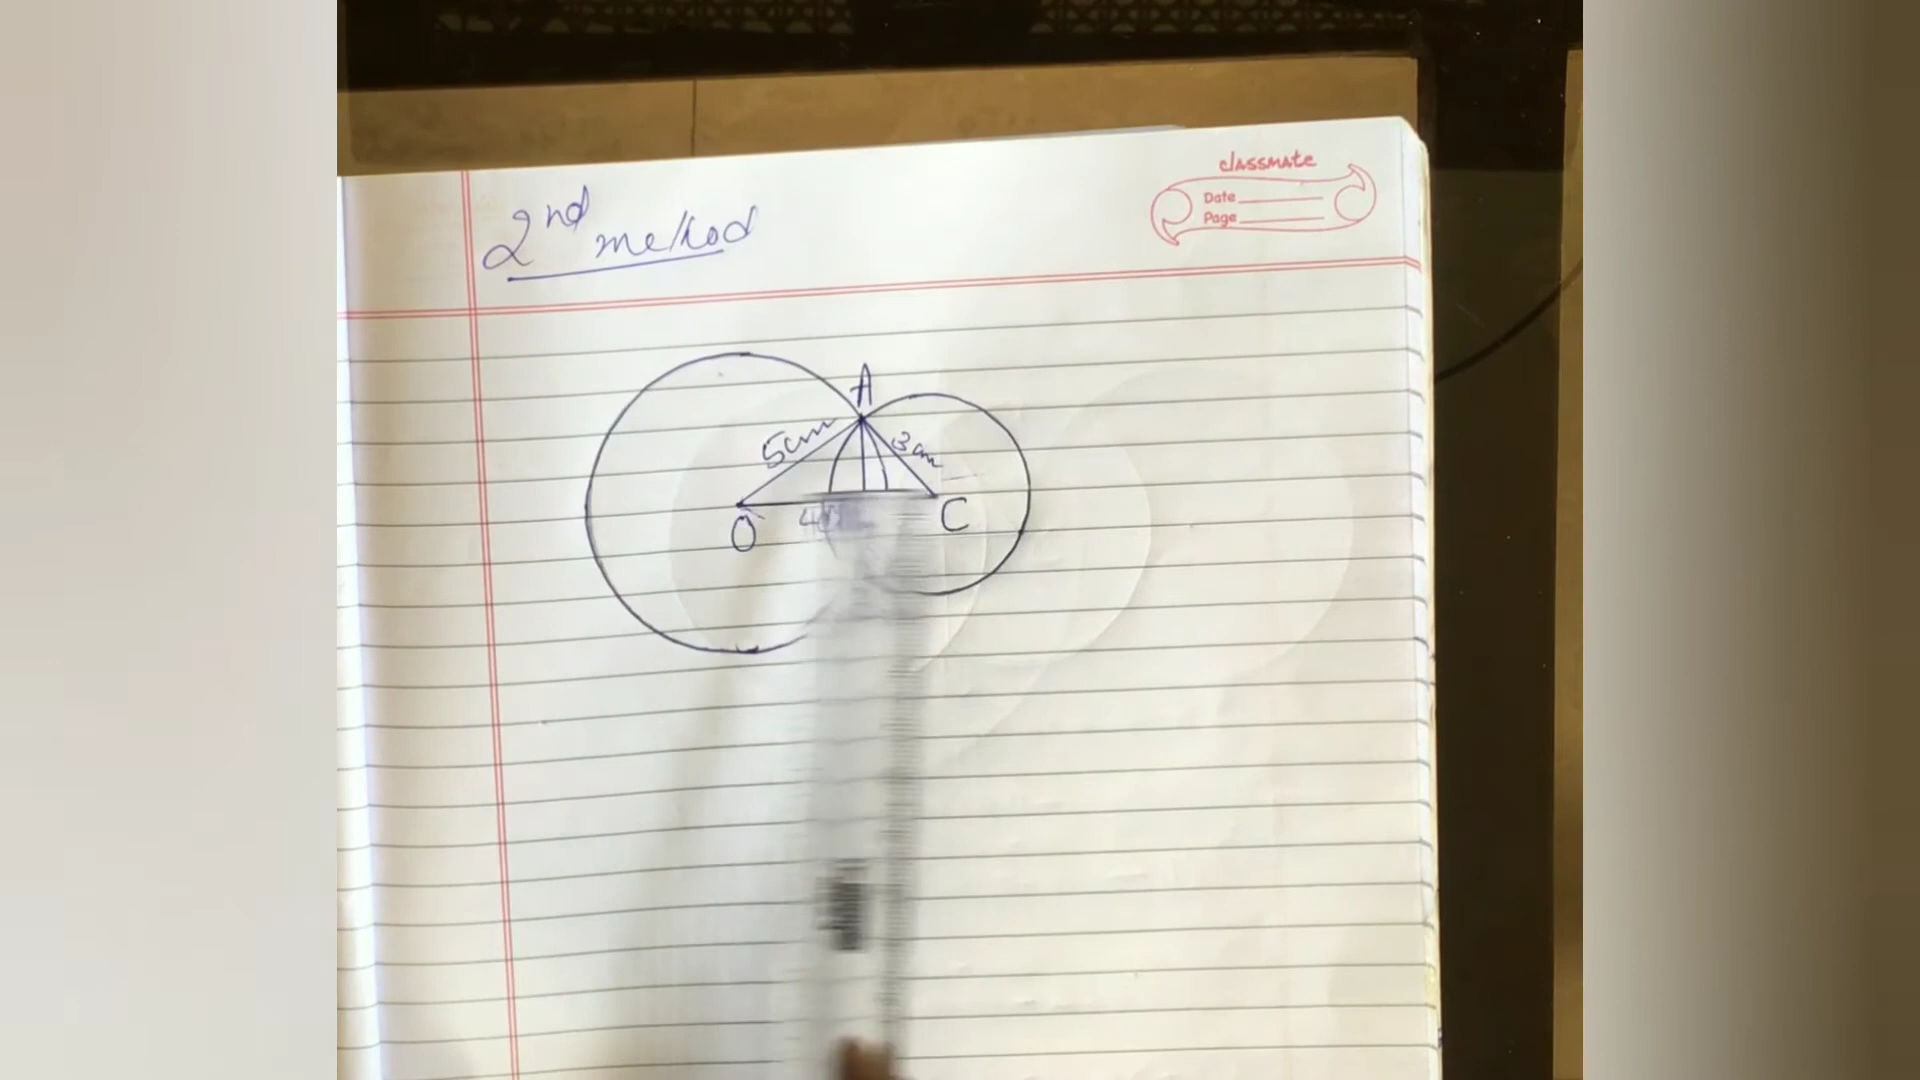 classmate
Date
Page
2nd method
A
5cm
3cm
O
C